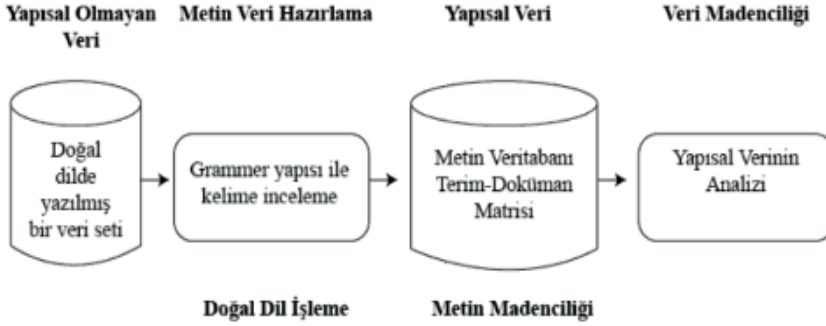 Yapısal Olmayan
Veri
Metin Veri Hazırlama
Yapısal Veri
Veri Madenciliği
Doğal
dilde
yazılmış
bir veri seti
Grammer yapısı ile
kelime inceleme
Metin Veritabanı
Terim-Doküman
Matrisi
Yapısal Verinin
Analizi
Doğal Dil İşleme
Metin Madenciliği